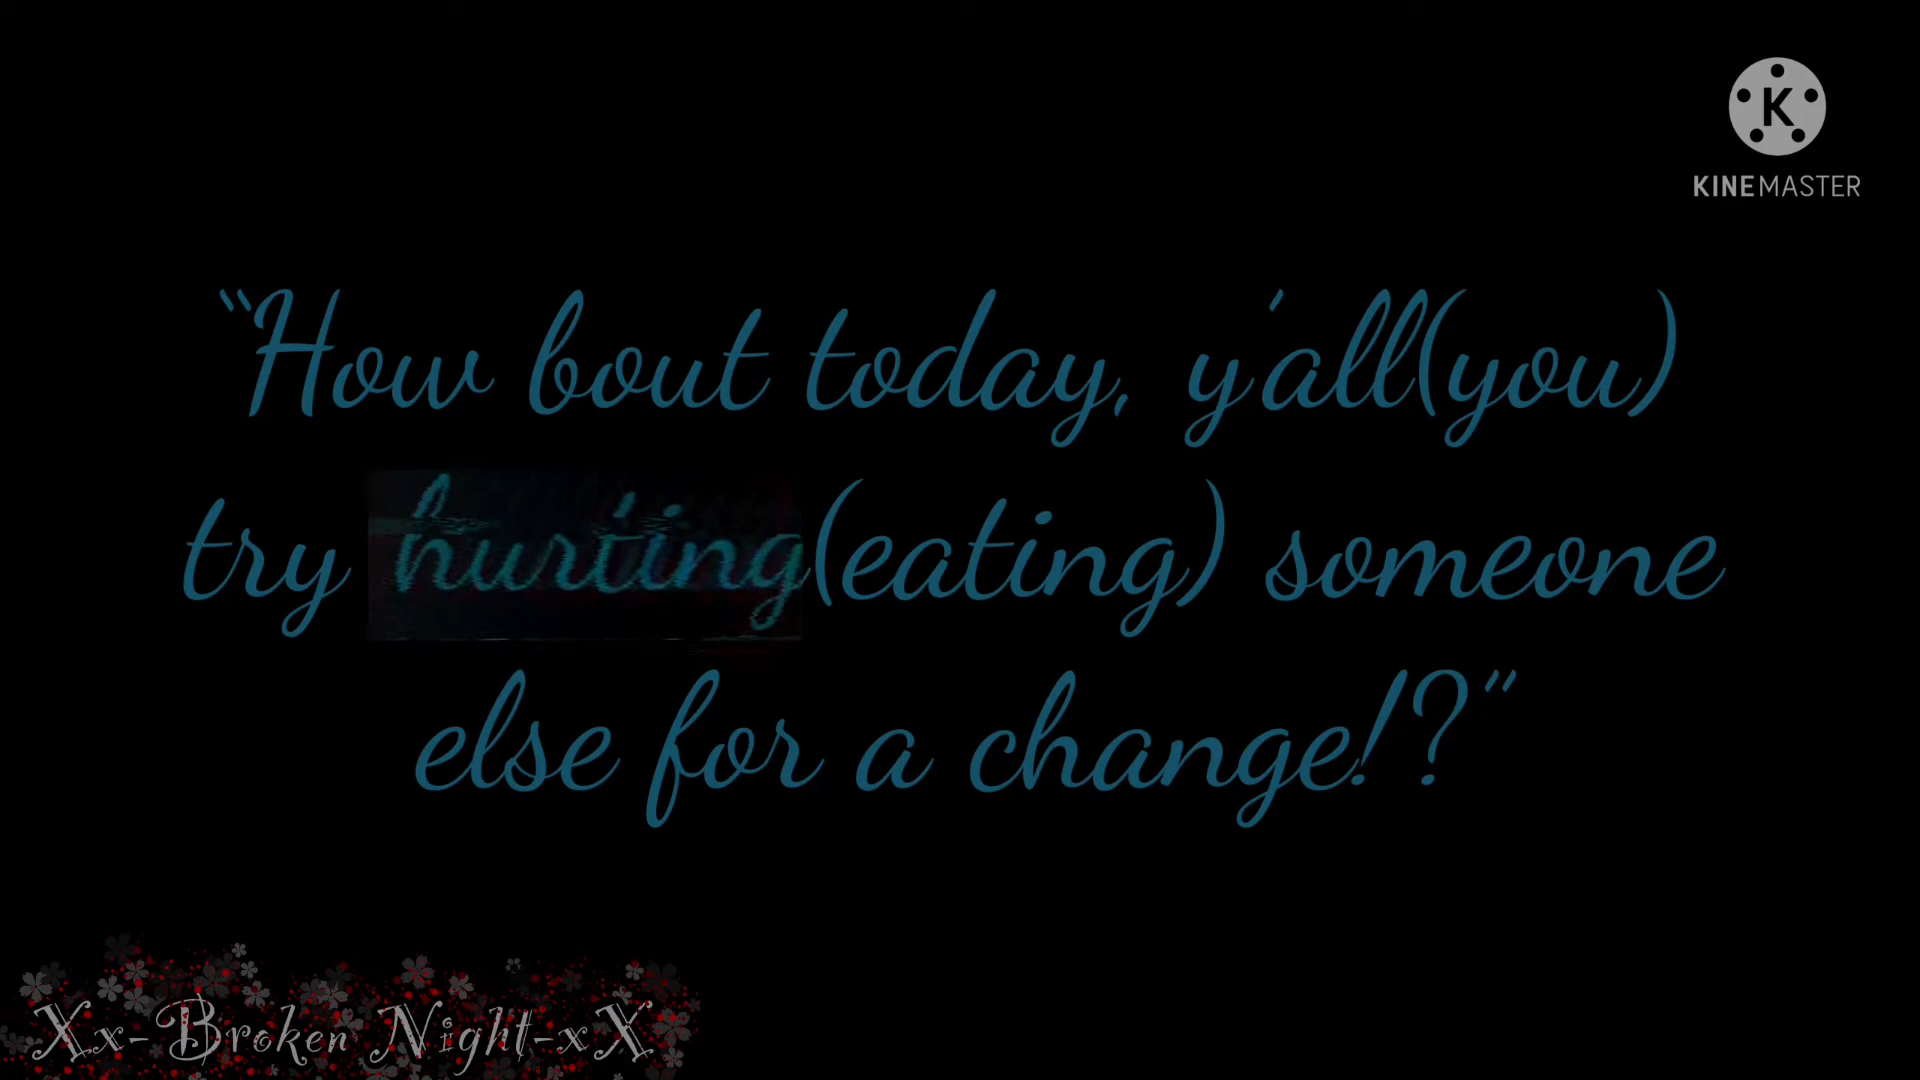 K
KINEMASTER
“How bout today, y'all(you)
try hurting(eating) someone
else for a change!?”
Xx-Broken Night-xX